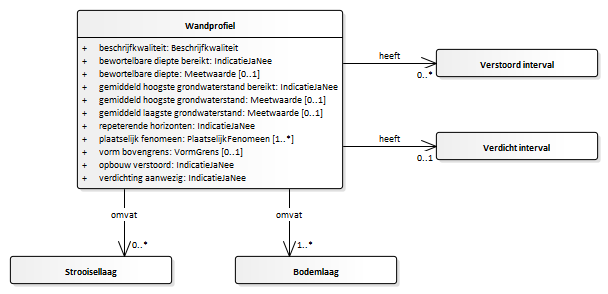 Wandprofiel
+ beschrijfkwaliteit: Beschrijfkwaliteit
+ bewortelbare diepte bereikt: IndicatieJaNee
+ bewortelbare diepte: Meetwaarde [0..1]
+ gemiddeld hoogste grondwaterstand bereikt: IndicatieJaNee
+ gemiddeld hoogste grondwaterstand: Meetwaarde [0..1]
+ gemiddeld laagste grondwaterstand: Meetwaarde [0..1]
+ repeterende horizonten: IndicatieJaNee
+ plaatselijk fenomeen: PlaatselijkFenomeen [1..*]
+ vorm bovengrens: VormGrens [0..1]
+ opbouw verstoord: IndicatieJaNee
+ verdichting aanwezig: IndicatieJaNee
heeft
0..*
Verstoord interval
heeft
0..1
Verdicht interval
omvat
0..*
Strooisellaag
omvat
1..*
Bodemlaag